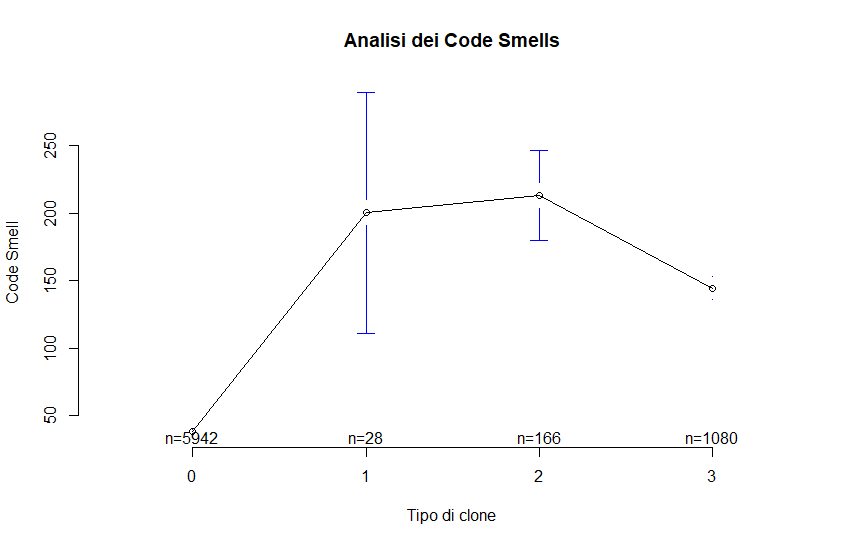 Analisi dei Code Smells
Code Smell
250
200
150
100
50
n=5942
n=28
n=166
n=1080
0
1
2
3
Tipo di clone